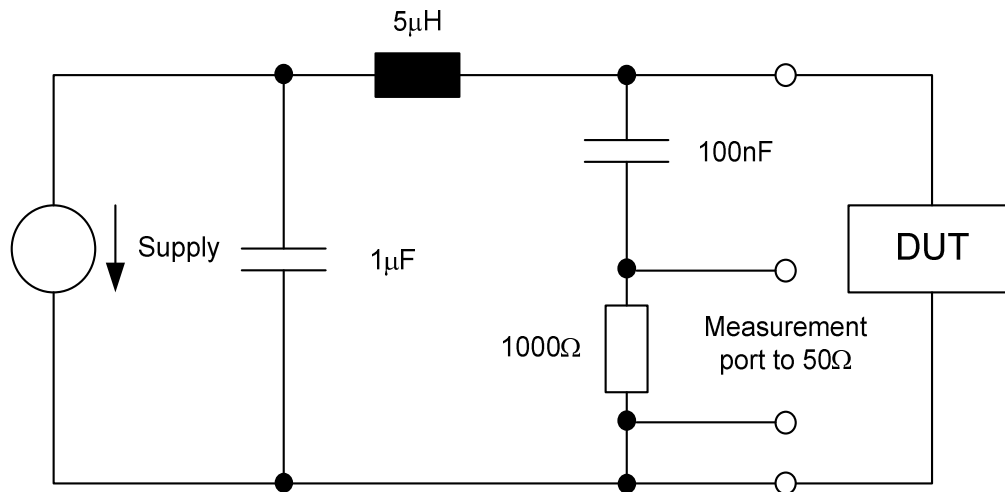 5μH
100nF
Supply
1μF
DUT
1000Ω
Measurement
port to 50Ω